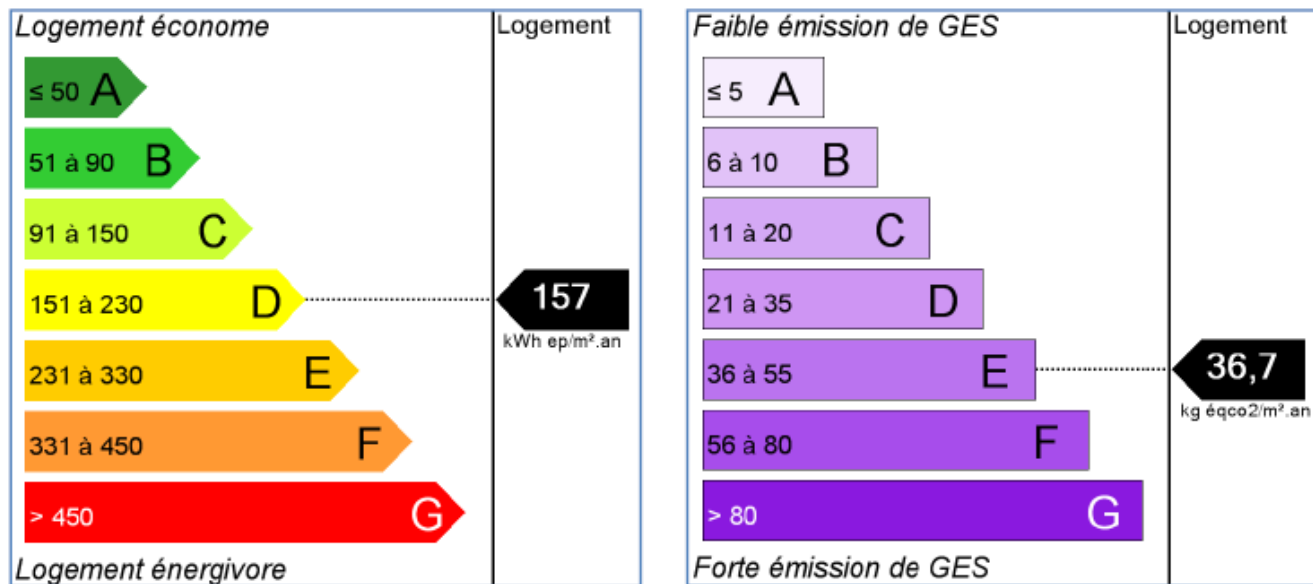 Logement économe
Logement
≤ 50 A
51 à 90 B
91 à 150 C
151 à 230 D
157
kWh ep/m².an
231 à 330 E
331 à 450 F
> 450 G
Logement énergivore
Faible émission de GES
Logement
≤ 5 A
6 à 10 B
11 à 20 C
21 à 35 D
36 à 55 E
36,7
kg éqco2/m².an
56 à 80 F
> 80 G
Forte émission de GES